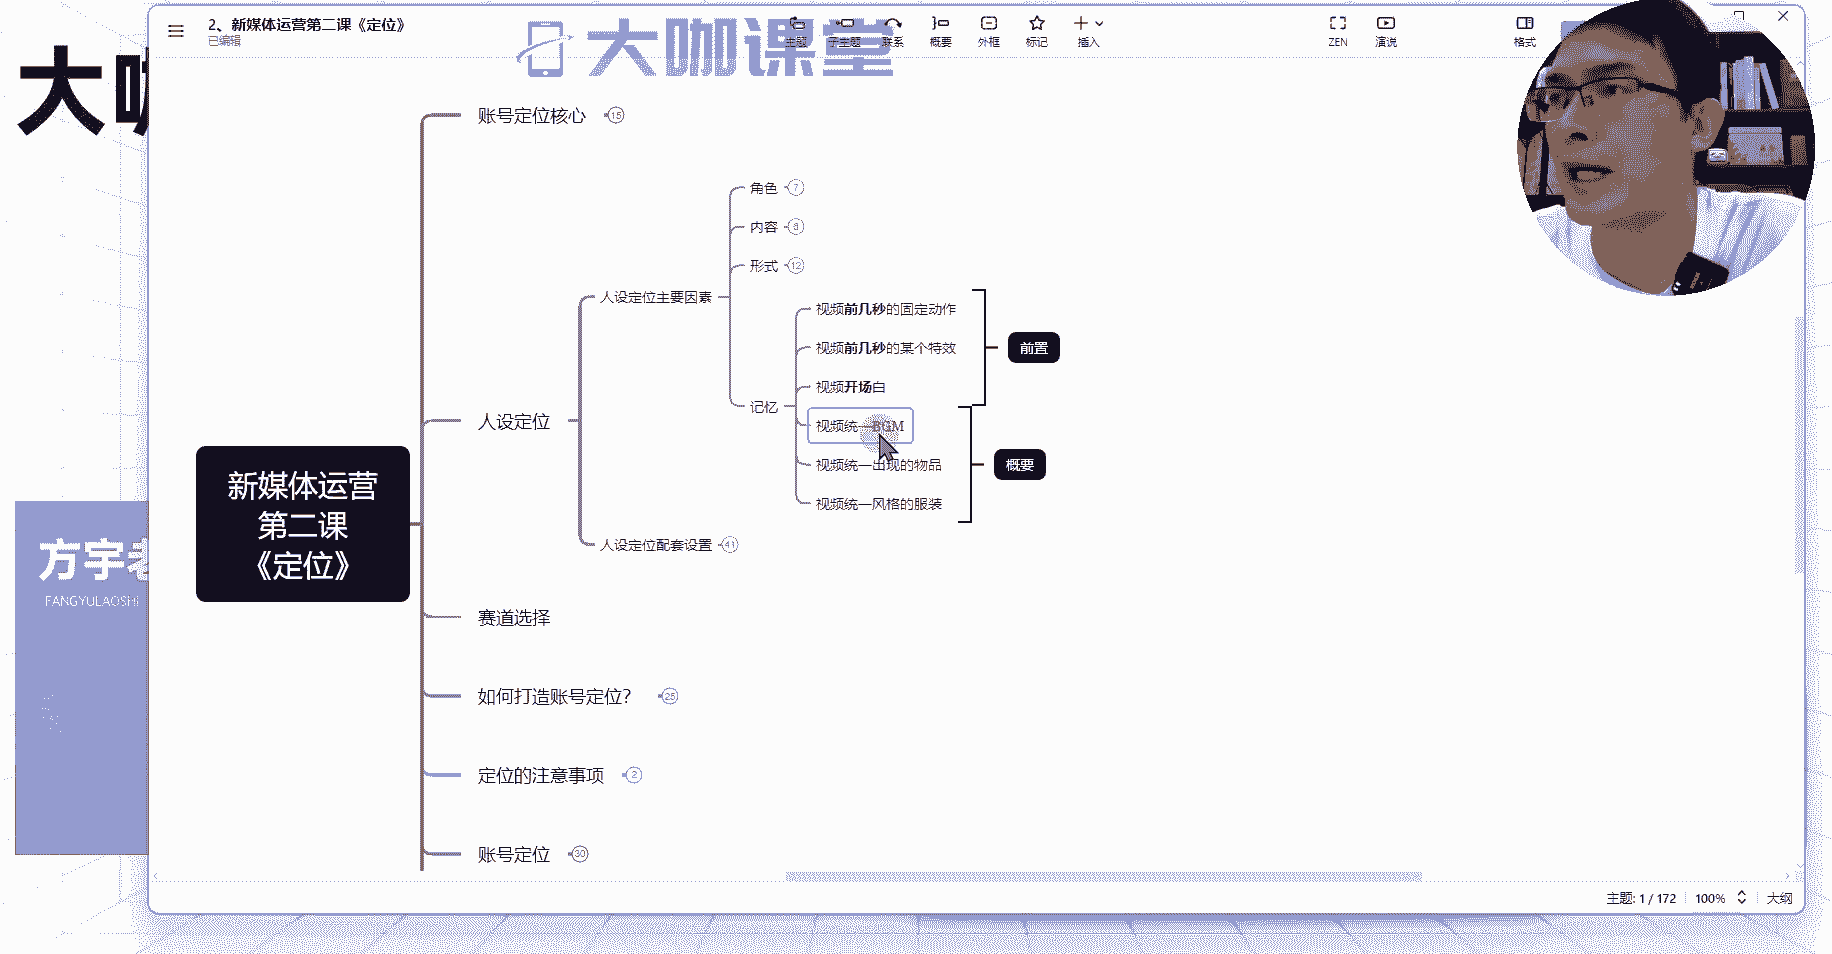 2、新媒体运营第二课《定位》
已编辑
大咖课堂
主题
子主题
联系
概要
外框
标记
插入
ZEN
演说
格式
大
账号定位核心
15
角色
7
内容
形式
12
人设定位主要因素
视频前几秒的固定动作
视频前几秒的某个特效
前置
视频开场白
记忆
人设定位
视频统一BGM
视频统一出现的物品
概要
视频统一风格的服装
新媒体运营
第二课
《定位》
人设定位配套设置
方宇
FANGYULAOSHI
赛道选择
如何打造账号定位？
25
定位的注意事项
2
账号定位
30
主题: 1 / 172
100%
大纲